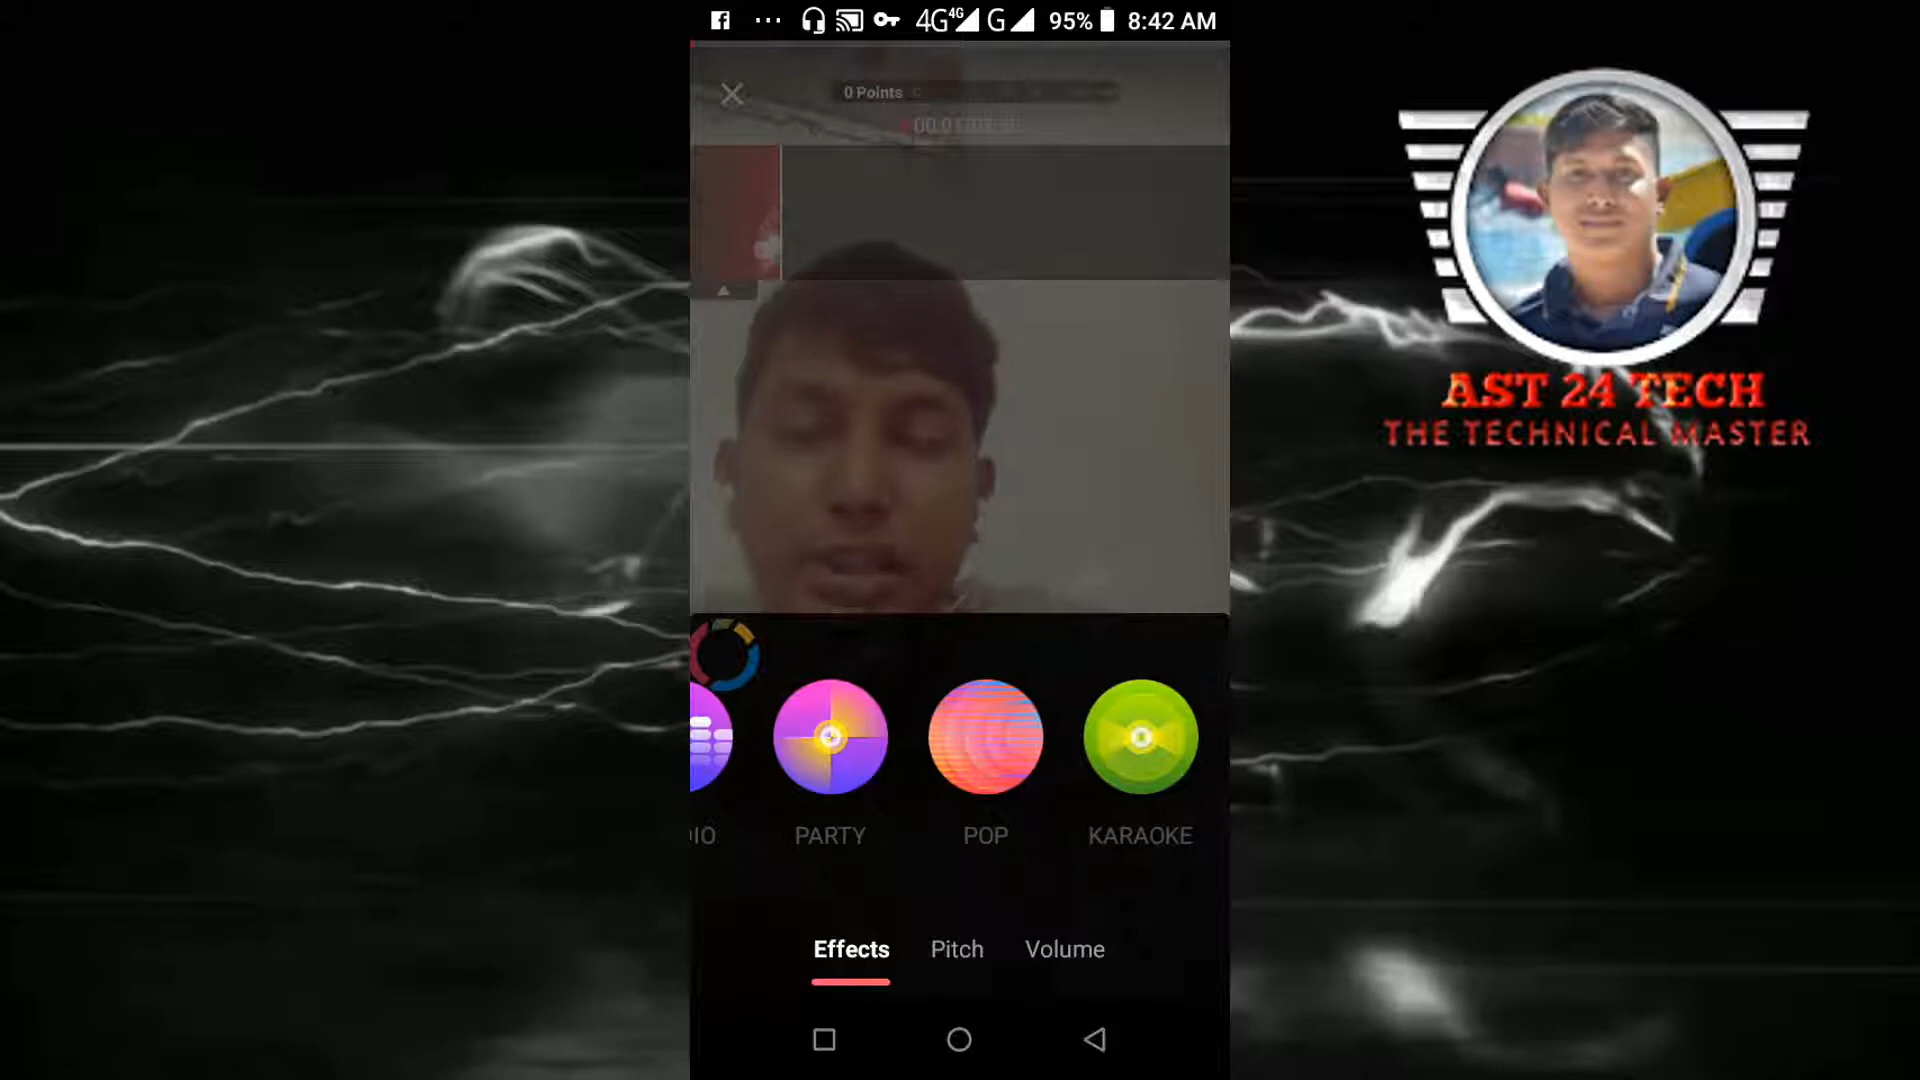 4G 4G G 95% 8:42 AM
0 Points
AST 24 TECH
THE TECHNICAL MASTER
PARTY POP KARAOKE
Effects Pitch Volume